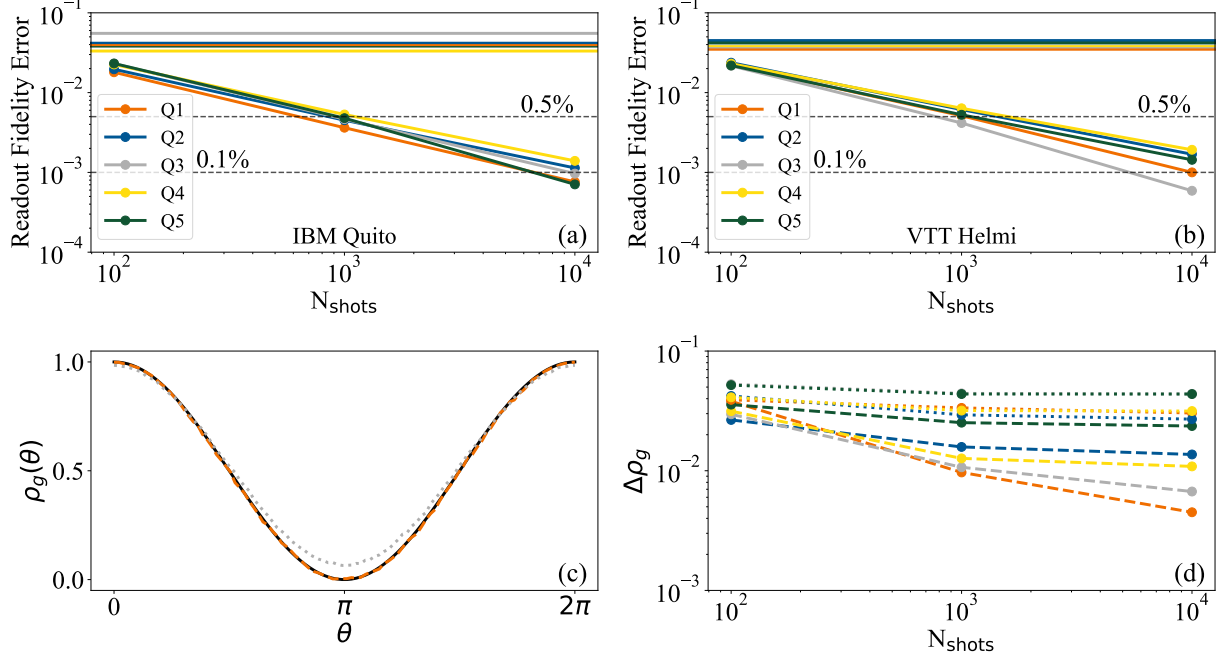 Readout Fidelity Error
10⁻¹
10⁻²
10⁻³
10⁻⁴
Q1
Q2
Q3
Q4
Q5
0.5%
0.1%
IBM Quito
(a)
10²
10³
10⁴
N_shots
Readout Fidelity Error
10⁻¹
10⁻²
10⁻³
10⁻⁴
Q1
Q2
Q3
Q4
Q5
0.5%
0.1%
VTT Helmi
(b)
10²
10³
10⁴
N_shots
ρ_g(θ)
1.0
0.5
0.0
(c)
0
π
2π
θ
Δρ_g
10⁻¹
10⁻²
10⁻³
(d)
10²
10³
10⁴
N_shots